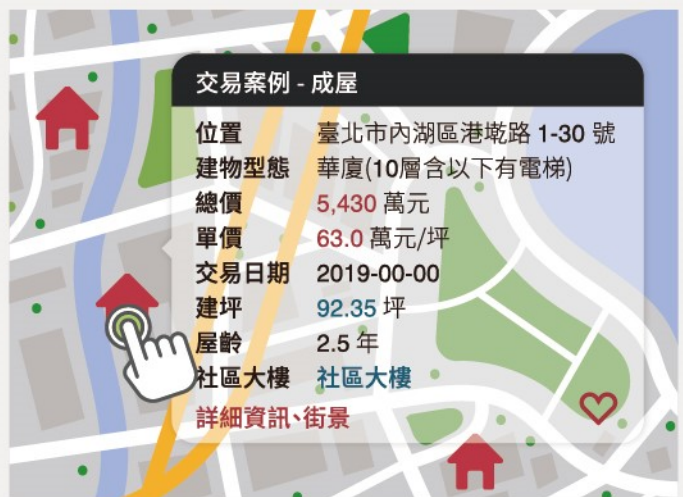 交易案例 - 成屋
位置 臺北市內湖區港墘路 1-30 號
建物型態 華廈(10層含以下有電梯)
總價 5,430 萬元
單價 63.0 萬元/坪
交易日期 2019-00-00
建坪 92.35 坪
屋齡 2.5 年
社區大樓 社區大樓
詳細資訊、街景